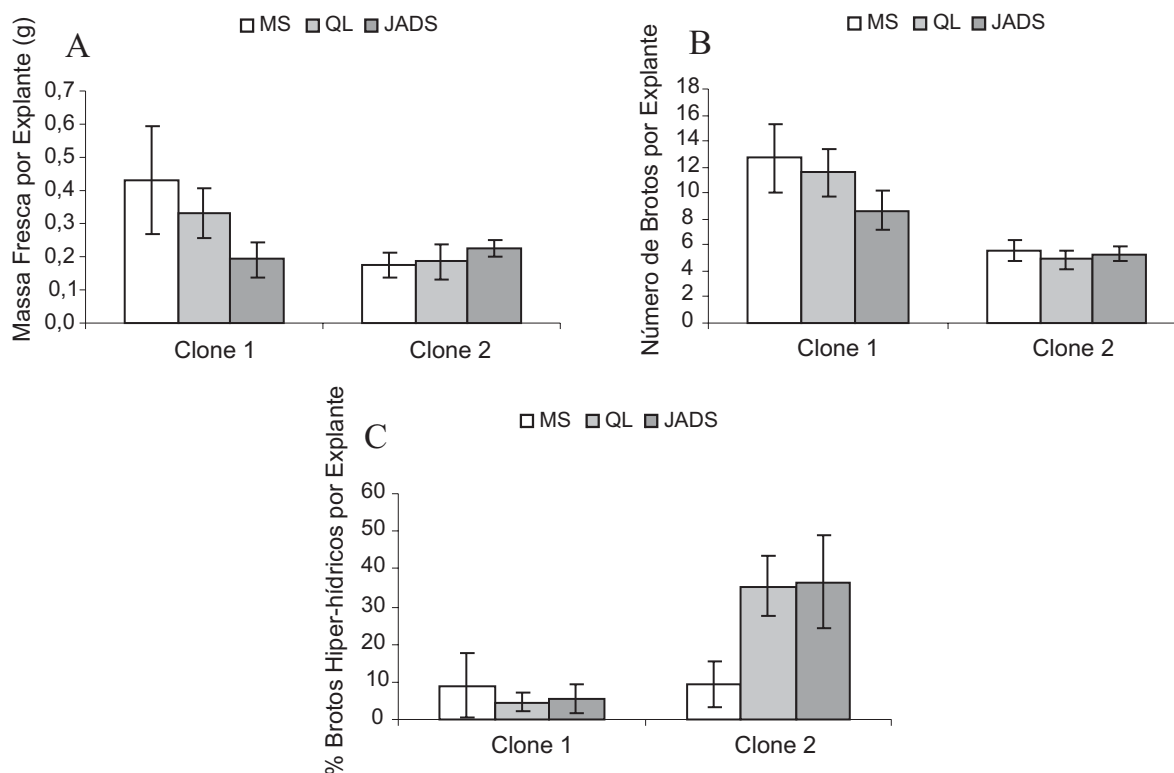 MS QL JADS
A
Massa Fresca por Explante (g)
0,7
0,6
0,5
0,4
0,3
0,2
0,1
0,0
Clone 1 Clone 2
MS QL JADS
B
Número de Brotos por Explante
18
16
14
12
10
8
6
4
2
0
Clone 1 Clone 2
MS QL JADS
C
% Brotos Hiper-hídricos por Explante
60
50
40
30
20
10
0
Clone 1 Clone 2